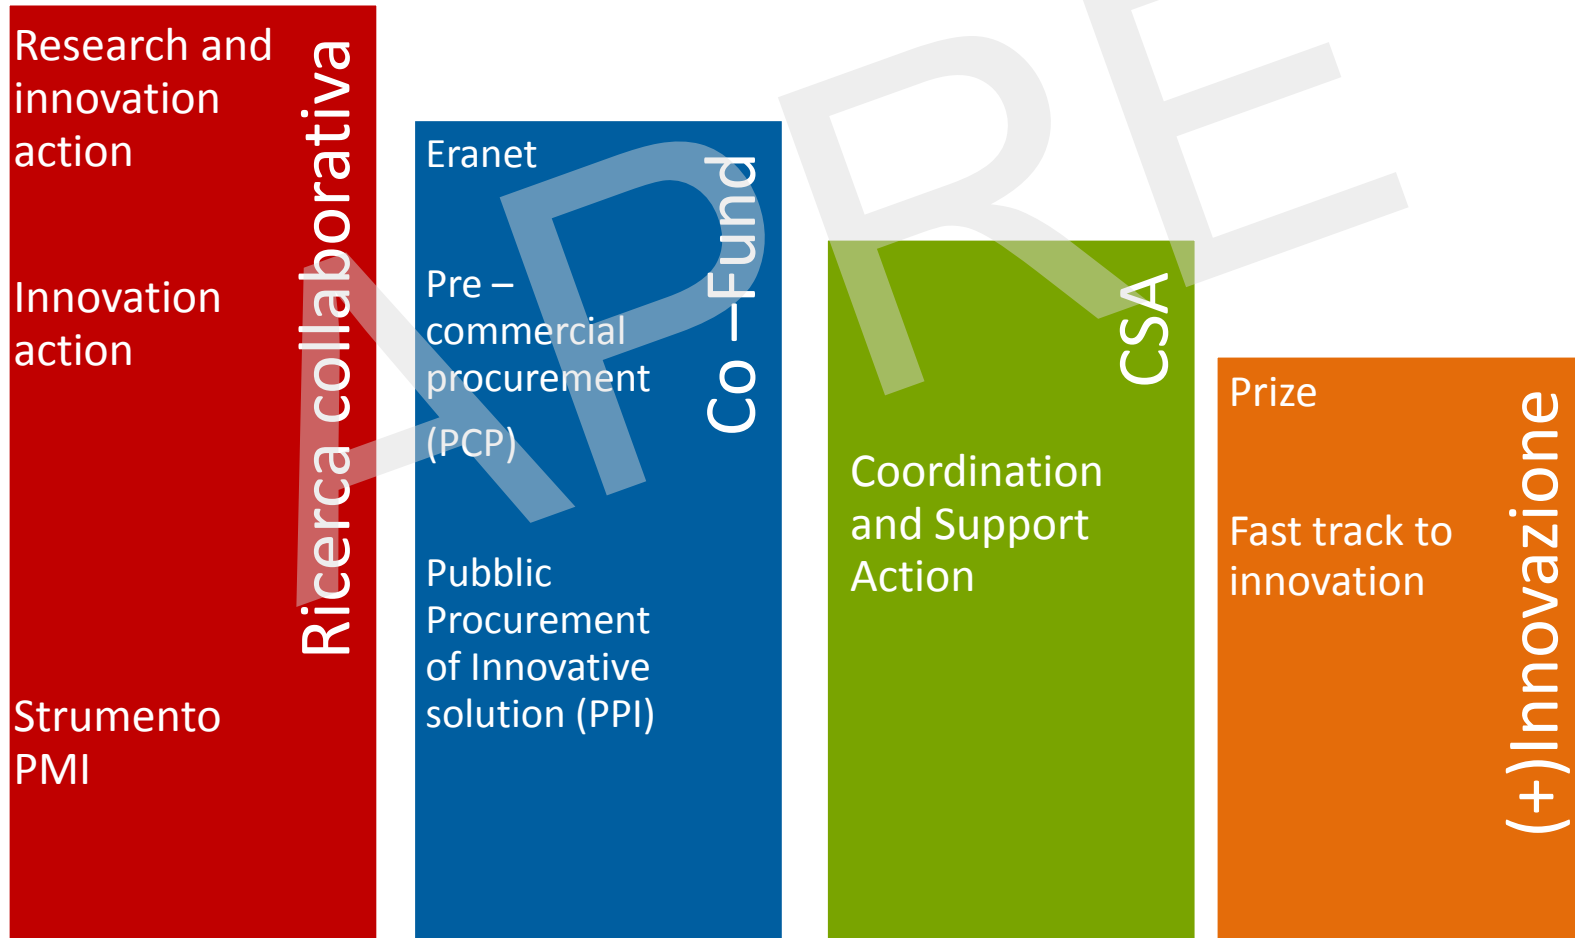 Research and
innovation
action
Innovation
action
Strumento
PMI
Ricerca collaborativa
Eranet
Pre –
commercial
procurement
(PCP)
Pubblic
Procurement
of Innovative
solution (PPI)
Co –Fund
CSA
Coordination
and Support
Action
Prize
Fast track to
innovation
(+)Innovazione
APRE